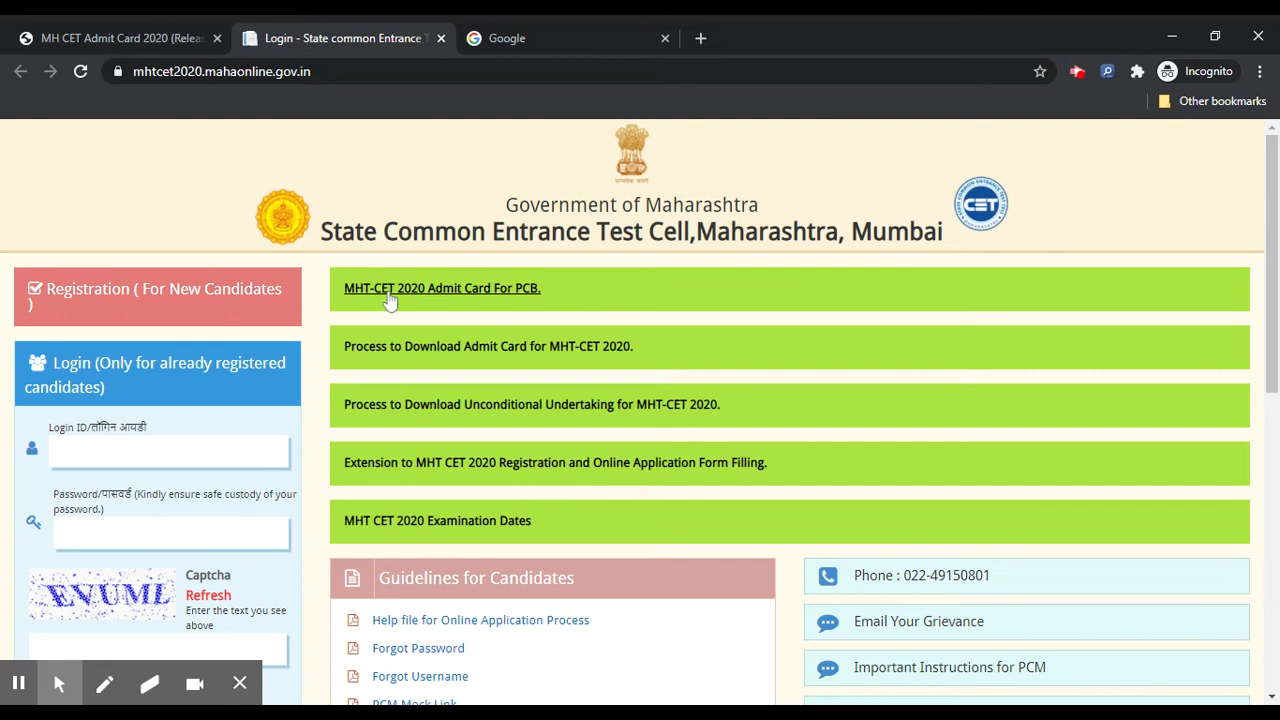 MH CET Admit Card 2020 (Releas
Login - State common Entrance T
Google
mhtcet2020.mahaonline.gov.in
Incognito
Other bookmarks
Government of Maharashtra
State Common Entrance Test Cell,Maharashtra, Mumbai
CET
Registration ( For New Candidates
)
Login (Only for already registered
candidates)
Login ID/लॉगिन आयडी
Password/पासवर्ड (Kindly ensure safe custody of your
password.)
EVUML
Captcha
Refresh
Enter the text you see
above
MHT-CET 2020 Admit Card For PCB.
Process to Download Admit Card for MHT-CET 2020.
Process to Download Unconditional Undertaking for MHT-CET 2020.
Extension to MHT CET 2020 Registration and Online Application Form Filling.
MHT CET 2020 Examination Dates
Guidelines for Candidates
Help file for Online Application Process
Forgot Password
Forgot Username
PCM Mock Link
Phone : 022-49150801
Email Your Grievance
Important Instructions for PCM